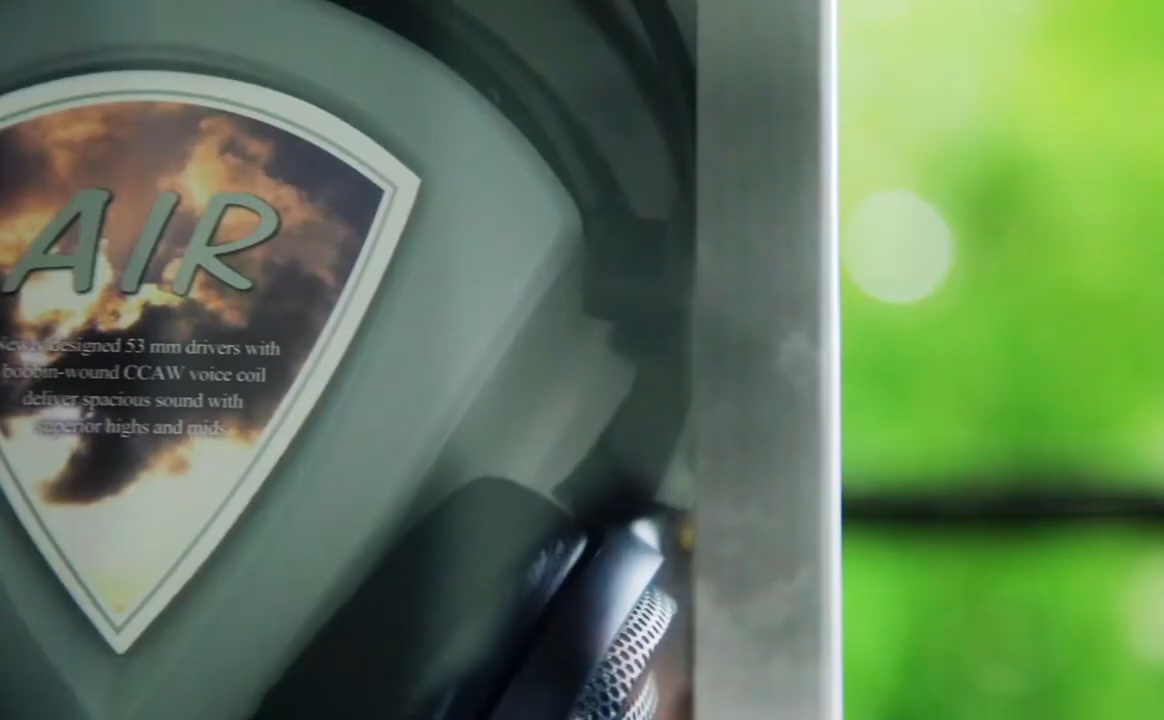 AIR
Newly designed 53 mm drivers with
bobbin-wound CCAW voice coil
deliver spacious sound with
superior highs and mids